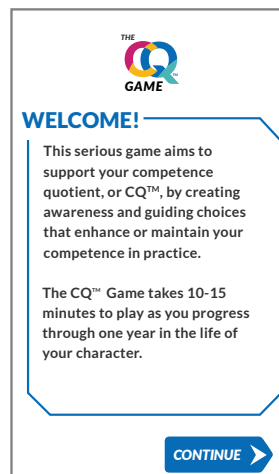 THE
CQ™
GAME
WELCOME!
This serious game aims to
support your competence
quotient, or CQ™, by creating
awareness and guiding choices
that enhance or maintain your
competence in practice.
The CQ™ Game takes 10-15
minutes to play as you progress
through one year in the life of
your character.
CONTINUE